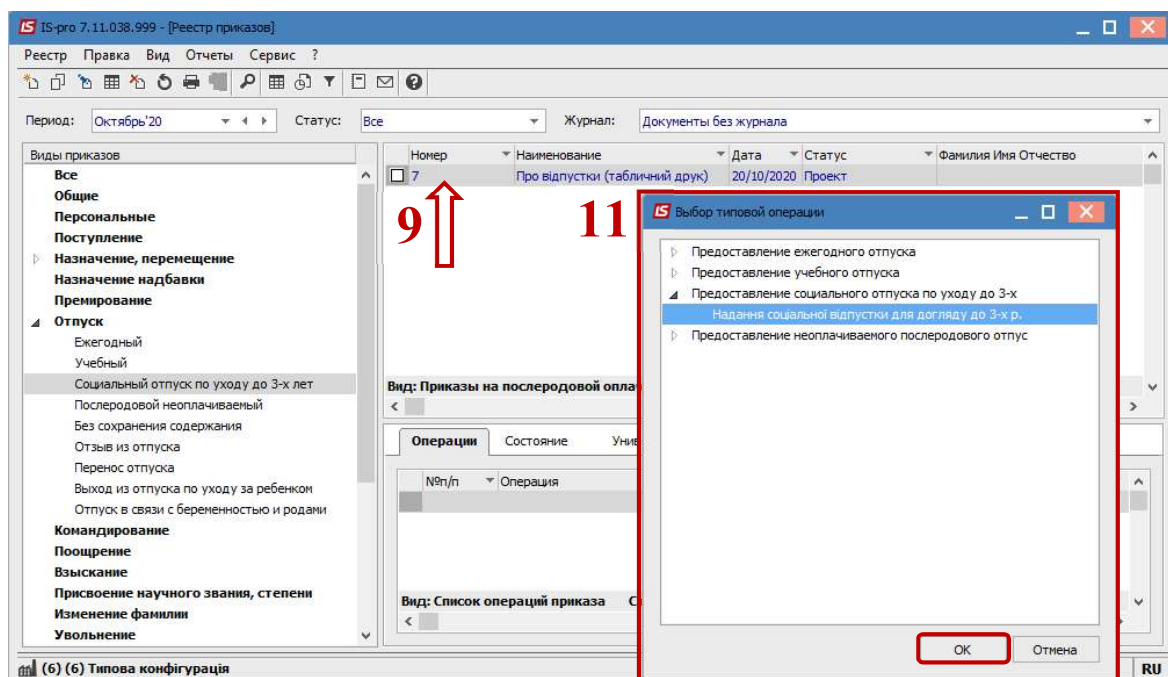 IS-pro 7.11.038.999 - [Реестр приказов]
Реестр Правка Вид Отчеты Сервис ?
Период: Октябрь'20 Статус: Все Журнал: Документы без журнала
Виды приказов
Все
Общие
Персональные
Поступление
Назначение, перемещение
Назначение надбавки
Премирование
Отпуск
Ежегодный
Учебный
Социальный отпуск по уходу до 3-х лет
Послеродовой неоплачиваемый
Без сохранения содержания
Отзыв из отпуска
Перенос отпуска
Выход из отпуска по уходу за ребенком
Отпуск в связи с беременностью и родами
Командирование
Поощрение
Взыскание
Присвоение научного звания, степени
Изменение фамилии
Увольнение
Номер Наименование Дата Статус Фамилия Имя Отчество
7 Про відпустки (табличний друк) 20/10/2020 Проект
9
11
Вид: Приказы на послеродовой опла
Операции Состояние Унив
№п/п Операция
Вид: Список операций приказа С
Выбор типовой операции
Предоставление ежегодного отпуска
Предоставление учебного отпуска
Предоставление социального отпуска по уходу до 3-х
Надання соціальної відпустки для догляду до 3-х р.
Предоставление неоплачиваемого послеродового отпус
OK Отмена
(6) (6) Типова конфігурація RU